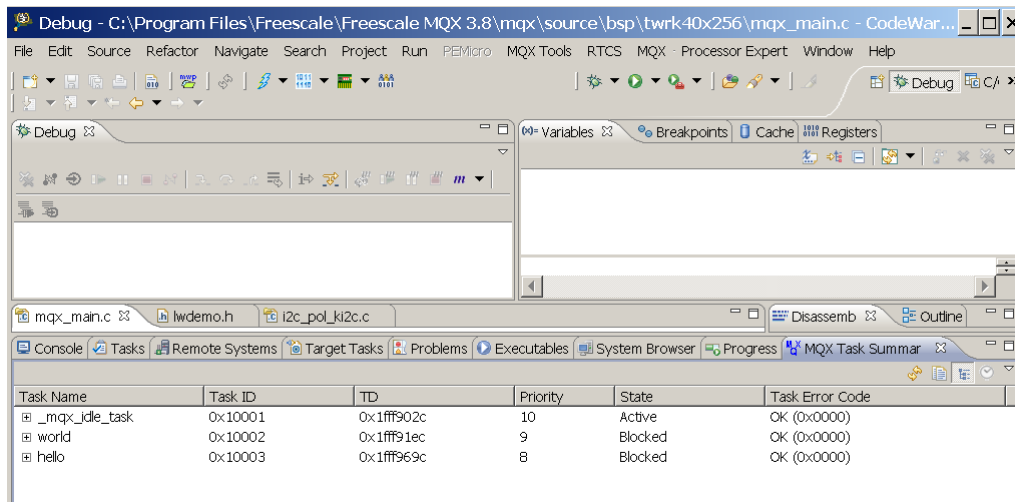 Debug - C:\Program Files\Freescale\Freescale MQX 3.8\mqx\source\bsp\twrk40x256\mqx_main.c - CodeWar...
File Edit Source Refactor Navigate Search Project Run PEMicro MQX Tools RTCS MQX Processor Expert Window Help
Debug C/
Debug
(x)= Variables Breakpoints Cache Registers
mqx_main.c lwdemo.h i2c_pol_ki2c.c
Disassemb Outline
Console Tasks Remote Systems Target Tasks Problems Executables System Browser Progress MQX Task Summar
Task Name Task ID TD Priority State Task Error Code
_mqx_idle_task 0x10001 0x1fff902c 10 Active OK (0x0000)
world 0x10002 0x1fff91ec 9 Blocked OK (0x0000)
hello 0x10003 0x1fff969c 8 Blocked OK (0x0000)